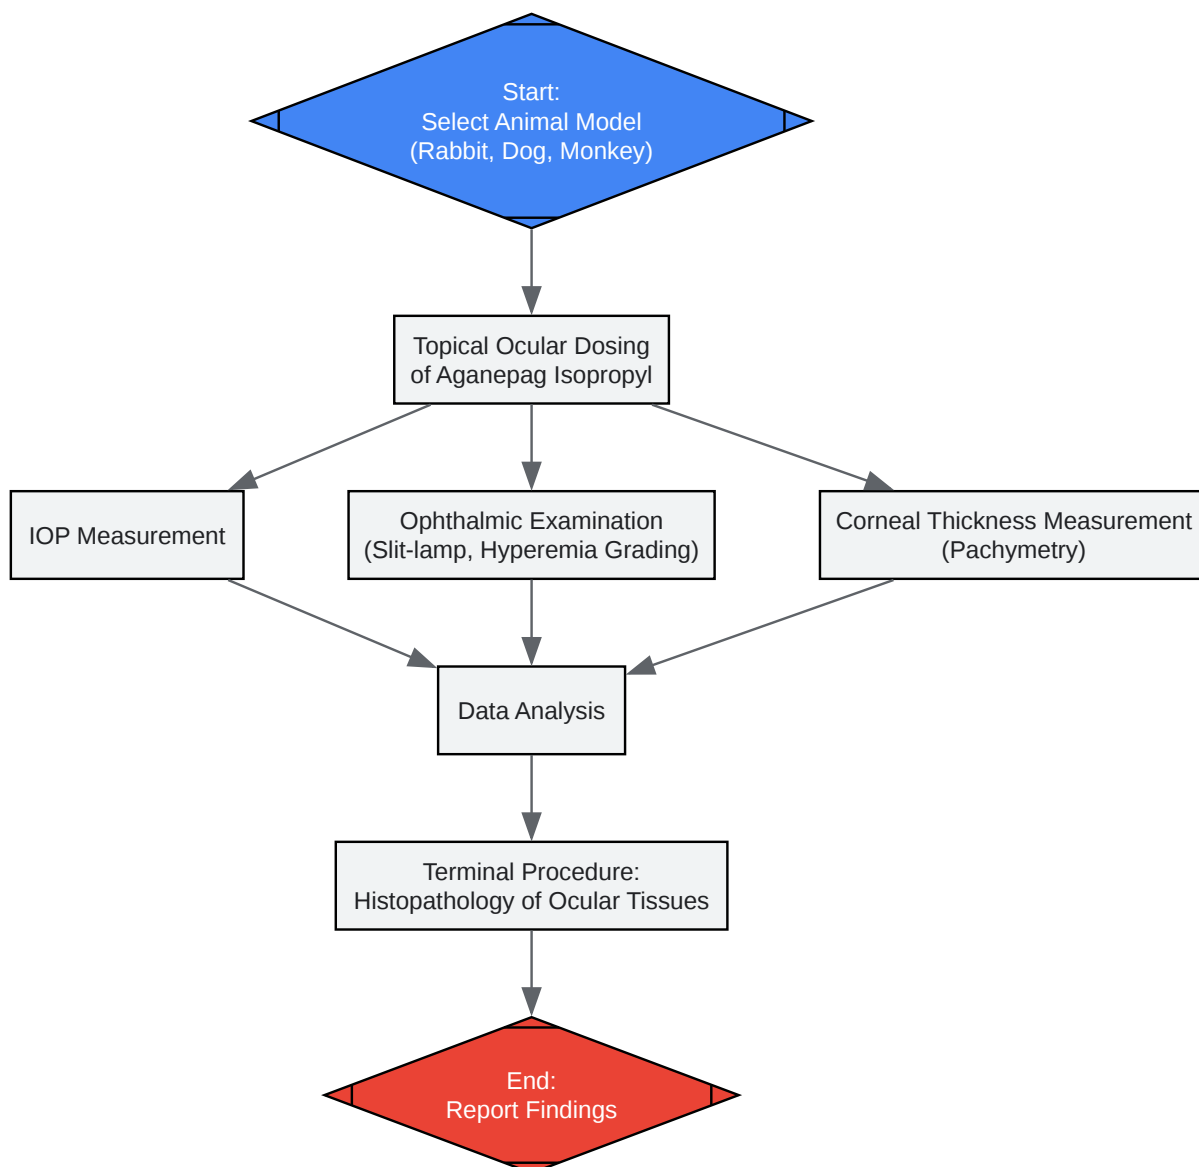 Start:
Select Animal Model
(Rabbit, Dog, Monkey)
Topical Ocular Dosing
of Aganepag Isopropyl
IOP Measurement
Ophthalmic Examination
(Slit-lamp, Hyperemia Grading)
Corneal Thickness Measurement
(Pachymetry)
Data Analysis
Terminal Procedure:
Histopathology of Ocular Tissues
End:
Report Findings